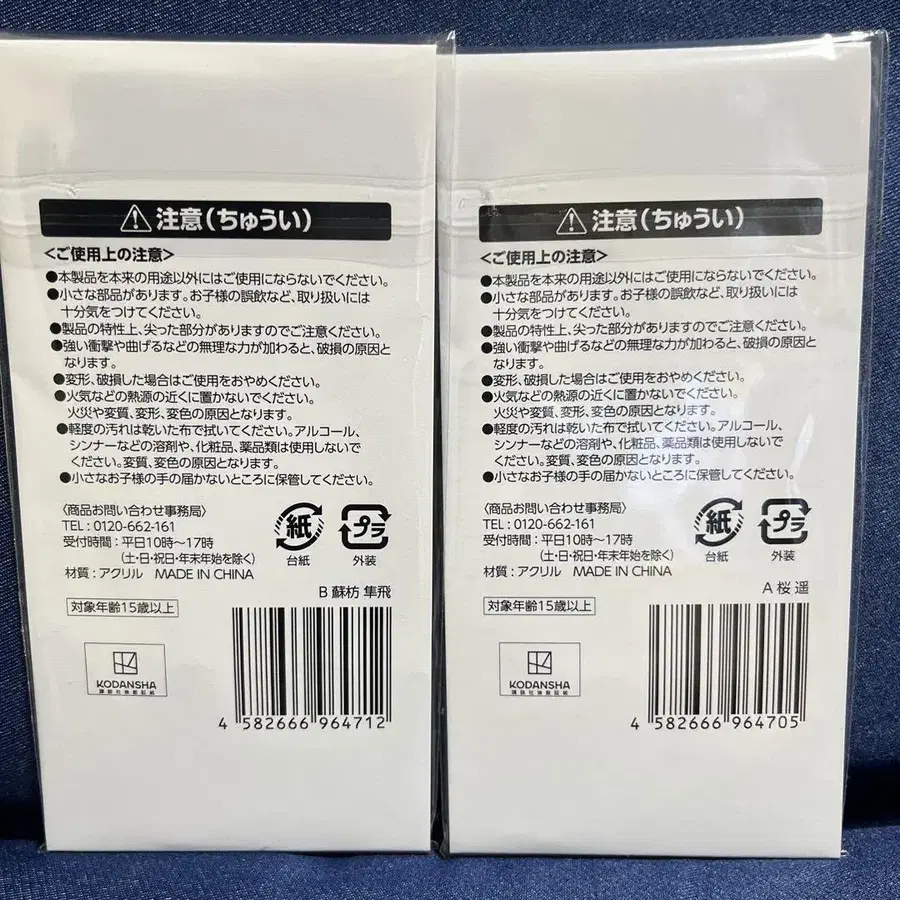 ⚠注意(ちゅうい)
<ご使用上の注意>
●本製品を本来の用途以外にはご使用にならないでください。
●小さな部品があります。お子様の誤飲など、取り扱いには
十分気をつけてください。
●製品の特性上、尖った部分がありますのでご注意ください。
●強い衝撃や曲げるなどの無理な力が加わると、破損の原因と
なります。
●変形、破損した場合はご使用をおやめください。
●火気などの熱源の近くに置かないでください。
火災や変質、変形、変色の原因となります。
●軽度の汚れは乾いた布で拭いてください。アルコール、
シンナーなどの溶剤や、化粧品、薬品類は使用しないで
ください。変質、変色の原因となります。
●小さなお子様の手の届かないところに保管してください。
〈商品お問い合わせ事務局〉
TEL:0120-662-161
受付時間:平日10時~17時
(土・日・祝日・年末年始を除く)
材質:アクリル MADE IN CHINA
紙
台紙
プラ
外装
B 蘇枋 隼飛
対象年齢15歳以上
KODANSHA
講談社検撤証紙
4 582666 964712
⚠注意(ちゅうい)
<ご使用上の注意>
●本製品を本来の用途以外にはご使用にならないでください。
●小さな部品があります。お子様の誤飲など、取り扱いには
十分気をつけてください。
●製品の特性上、尖った部分がありますのでご注意ください。
●強い衝撃や曲げるなどの無理な力が加わると、破損の原因と
なります。
●変形、破損した場合はご使用をおやめください。
●火気などの熱源の近くに置かないでください。
火災や変質、変形、変色の原因となります。
●軽度の汚れは乾いた布で拭いてください。アルコール、
シンナーなどの溶剤や、化粧品、薬品類は使用しないで
ください。変質、変色の原因となります。
●小さなお子様の手の届かないところに保管してください。
〈商品お問い合わせ事務局〉
TEL:0120-662-161
受付時間:平日10時~17時
(土・日・祝日・年末年始を除く)
材質:アクリル MADE IN CHINA
紙
台紙
プラ
外装
A 桜 遥
対象年齢15歳以上
KODANSHA
4 582666 964705